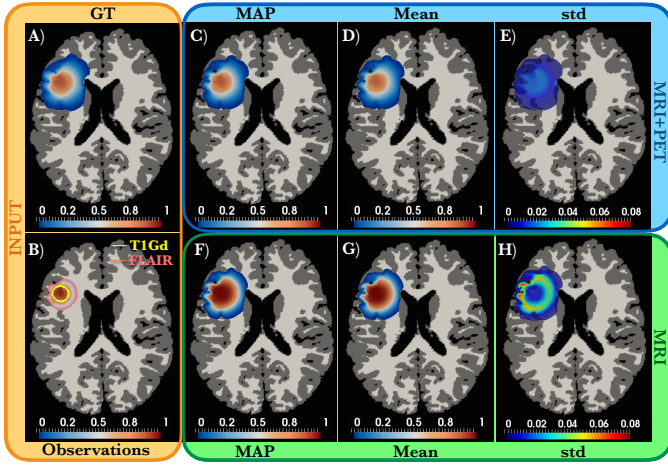 GT MAP Mean std
A) C) D) E)
INPUT
MRI+PET
0 0.2 0.5 0.8 1
0 0.2 0.5 0.8 1
0 0.2 0.5 0.8 1
0.00 0.02 0.04 0.06 0.08
B) T1Gd F) G) H)
FLAIR
MRI
0 0.2 0.5 0.8 1
0 0.2 0.5 0.8 1
0 0.2 0.5 0.8 1
0.00 0.02 0.04 0.06 0.08
Observations MAP Mean std